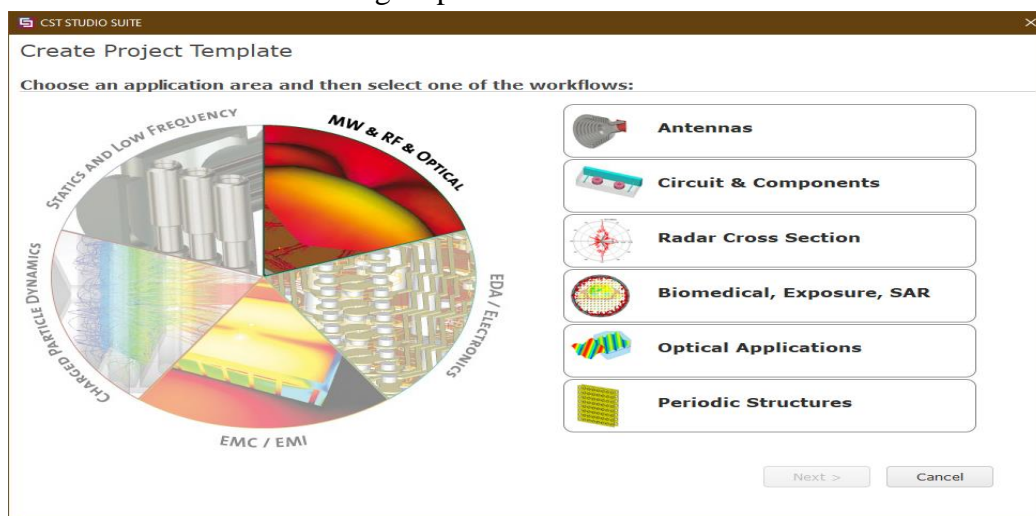 CST STUDIO SUITE
Create Project Template
Choose an application area and then select one of the workflows:
STATICS AND LOW FREQUENCY
MW & RF & OPTICAL
EDA / ELECTRONICS
EMC / EMI
CHARGED PARTICLE DYNAMICS
Antennas
Circuit & Components
Radar Cross Section
Biomedical, Exposure, SAR
Optical Applications
Periodic Structures
Next >
Cancel